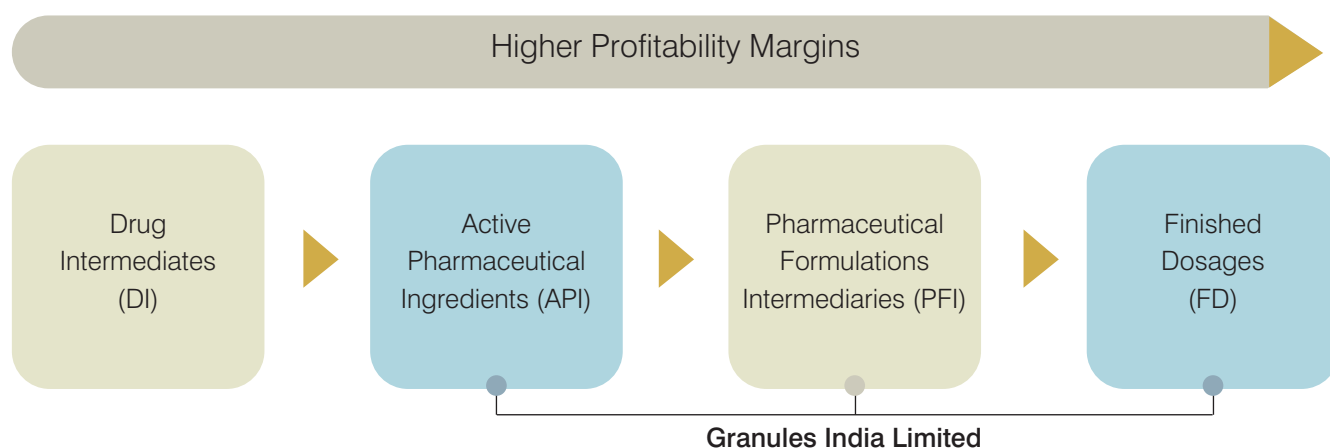 Higher Profitability Margins
Drug
Intermediates
(DI)
Active
Pharmaceutical
Ingredients (API)
Pharmaceutical
Formulations
Intermediaries (PFI)
Finished
Dosages
(FD)
Granules India Limited